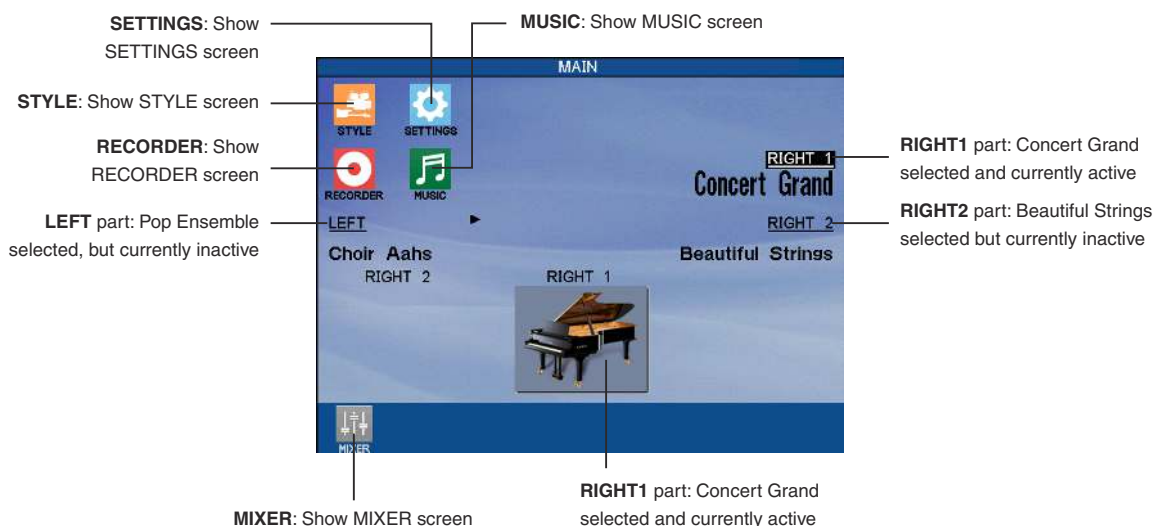 SETTINGS: Show
SETTINGS screen
MUSIC: Show MUSIC screen
MAIN
STYLE: Show STYLE screen
STYLE
SETTINGS
RECORDER: Show
RECORDER screen
RECORDER
MUSIC
RIGHT 1
Concert Grand
RIGHT1 part: Concert Grand
selected and currently active
LEFT part: Pop Ensemble
selected, but currently inactive
LEFT
RIGHT 2
RIGHT2 part: Beautiful Strings
selected but currently inactive
Choir Aahs
Beautiful Strings
RIGHT 2
RIGHT 1
MIXER
MIXER: Show MIXER screen
RIGHT1 part: Concert Grand
selected and currently active